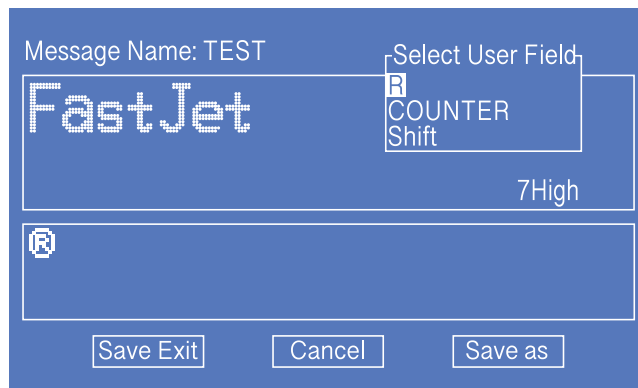 Message Name: TEST
Select User Field
R
COUNTER
Shift
FastJet
7High
®
Save Exit
Cancel
Save as